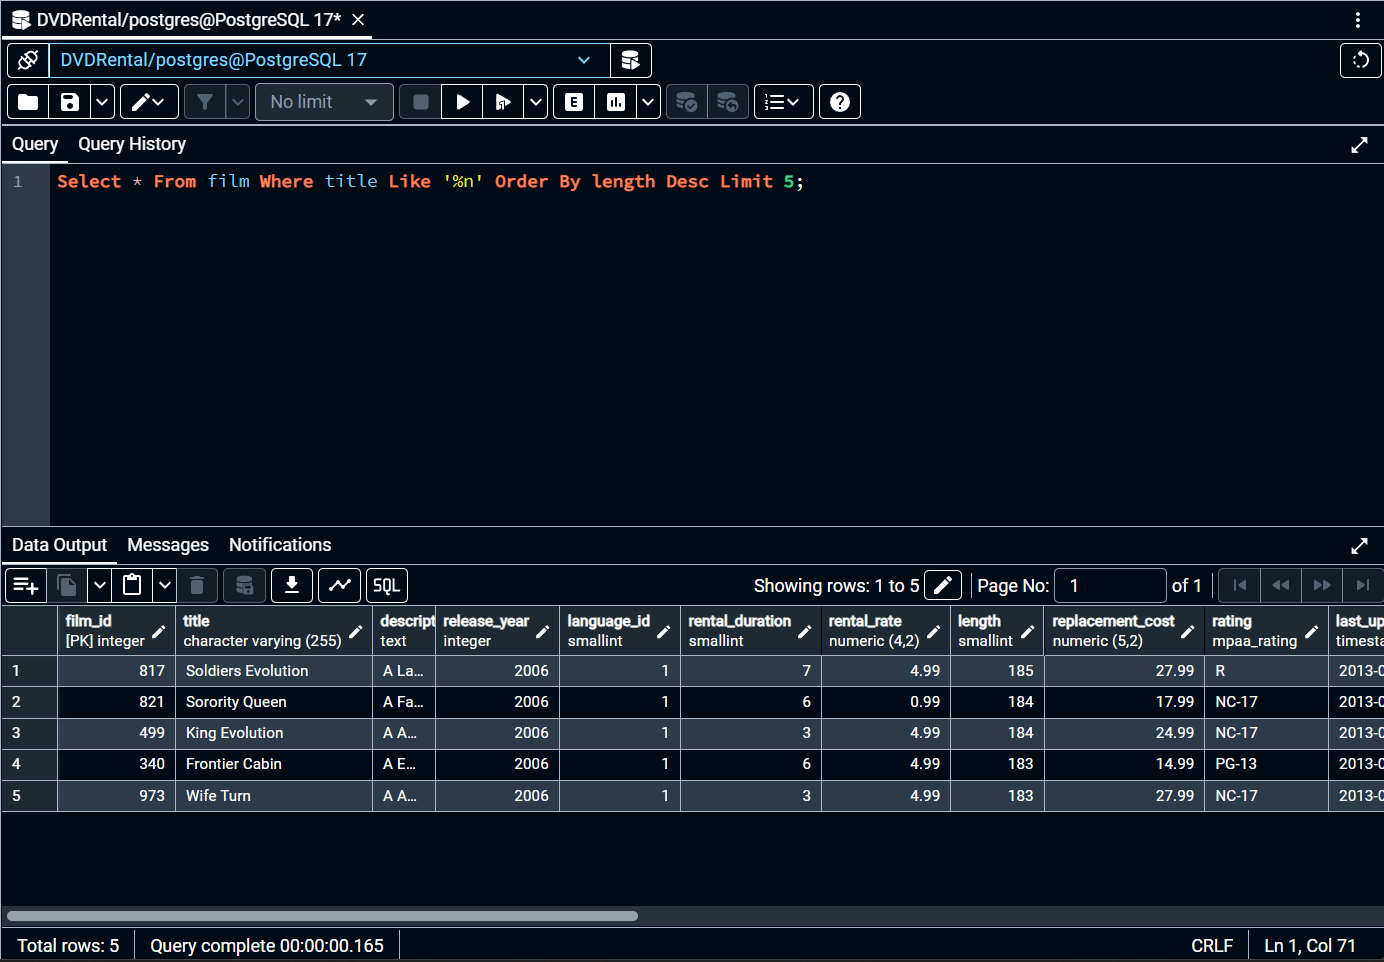 DVDRental/postgres@PostgreSQL 17*
DVDRental/postgres@PostgreSQL 17
No limit
Query Query History
1 Select * From film Where title Like '%n' Order By length Desc Limit 5;
Data Output Messages Notifications
SQL Showing rows: 1 to 5 Page No: 1 of 1
film_id title descript release_year language_id rental_duration rental_rate length replacement_cost rating last_up
[PK] integer character varying (255) text integer smallint smallint numeric (4,2) smallint numeric (5,2) mpaa_rating timesta
1 817 Soldiers Evolution A La... 2006 1 7 4.99 185 27.99 R 2013-0
2 821 Sorority Queen A Fa... 2006 1 6 0.99 184 17.99 NC-17 2013-0
3 499 King Evolution A A... 2006 1 3 4.99 184 24.99 NC-17 2013-0
4 340 Frontier Cabin A E... 2006 1 6 4.99 183 14.99 PG-13 2013-0
5 973 Wife Turn A A... 2006 1 3 4.99 183 27.99 NC-17 2013-0
Total rows: 5 Query complete 00:00:00.165 CRLF Ln 1, Col 71